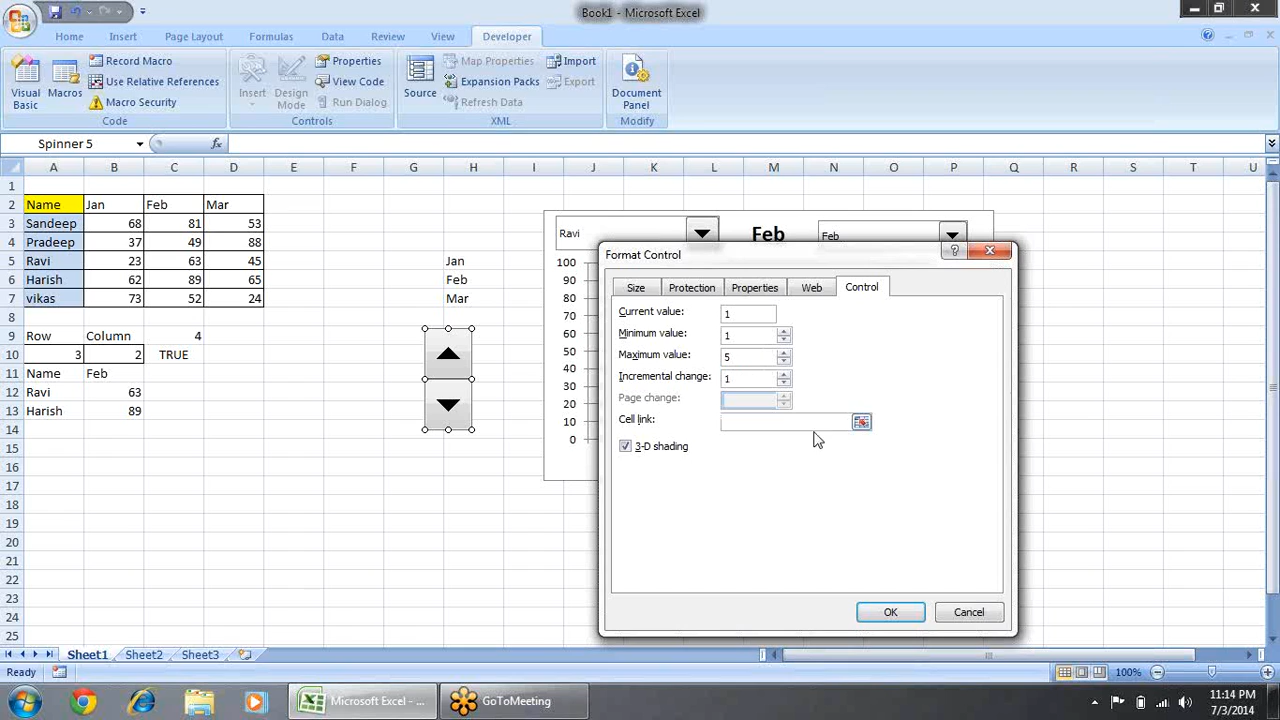 Book1 - Microsoft Excel
Home Insert Page Layout Formulas Data Review View Developer
Visual Basic
Macros
Record Macro
Use Relative References
Macro Security
Code
Insert
Design Mode
Properties
View Code
Run Dialog
Controls
Source
Map Properties
Expansion Packs
Refresh Data
Import
Export
XML
Document Panel
Modify
Spinner 5
fx
A B C D E F G H I J K L M N O P Q R S T U
1
2 Name Jan Feb Mar
3 Sandeep 68 81 53
4 Pradeep 37 49 88
5 Ravi 23 63 45 Jan
6 Harish 62 89 65 Feb
7 vikas 73 52 24 Mar
8
9 Row Column 4
10 3 2 TRUE
11 Name Feb
12 Ravi 63
13 Harish 89
14
15
16
17
18
19
20
21
22
23
24
25
Ravi Feb Feb
100
90
80
70
60
50
40
30
20
10
0
Format Control
?
Size Protection Properties Web Control
Current value: 1
Minimum value: 1
Maximum value: 5
Incremental change: 1
Page change:
Cell link:
3-D shading
OK Cancel
Sheet1 Sheet2 Sheet3
Ready 100%
Microsoft Excel - ...
GoToMeeting
11:14 PM
7/3/2014